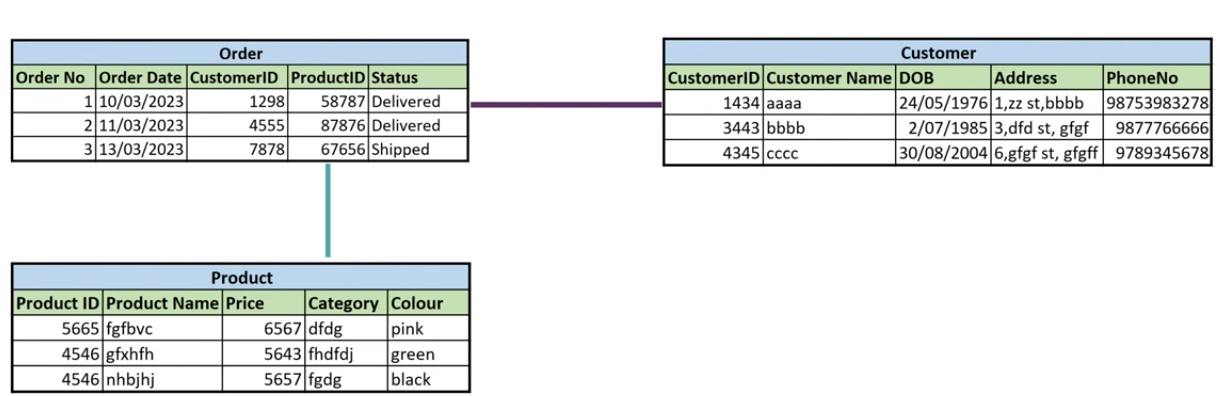 Order
Order No Order Date CustomerID ProductID Status
1 10/03/2023 1298 58787 Delivered
2 11/03/2023 4555 87876 Delivered
3 13/03/2023 7878 67656 Shipped
Customer
CustomerID Customer Name DOB Address PhoneNo
1434 aaaa 24/05/1976 1,zz st,bbbb 98753983278
3443 bbbb 2/07/1985 3,dfd st, gfgf 9877766666
4345 cccc 30/08/2004 6,gfgf st, gfgff 9789345678
Product
Product ID Product Name Price Category Colour
5665 fgfbvc 6567 dfdg pink
4546 gfxhfh 5643 fhdfdj green
4546 nhbjhj 5657 fgdg black